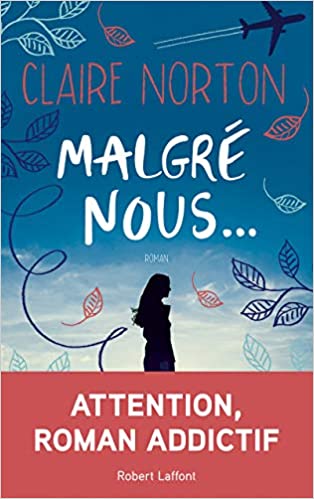 CLAIRE NORTON
MALGRÉ
NOUS...
ROMAN
ATTENTION,
ROMAN ADDICTIF
Robert Laffont